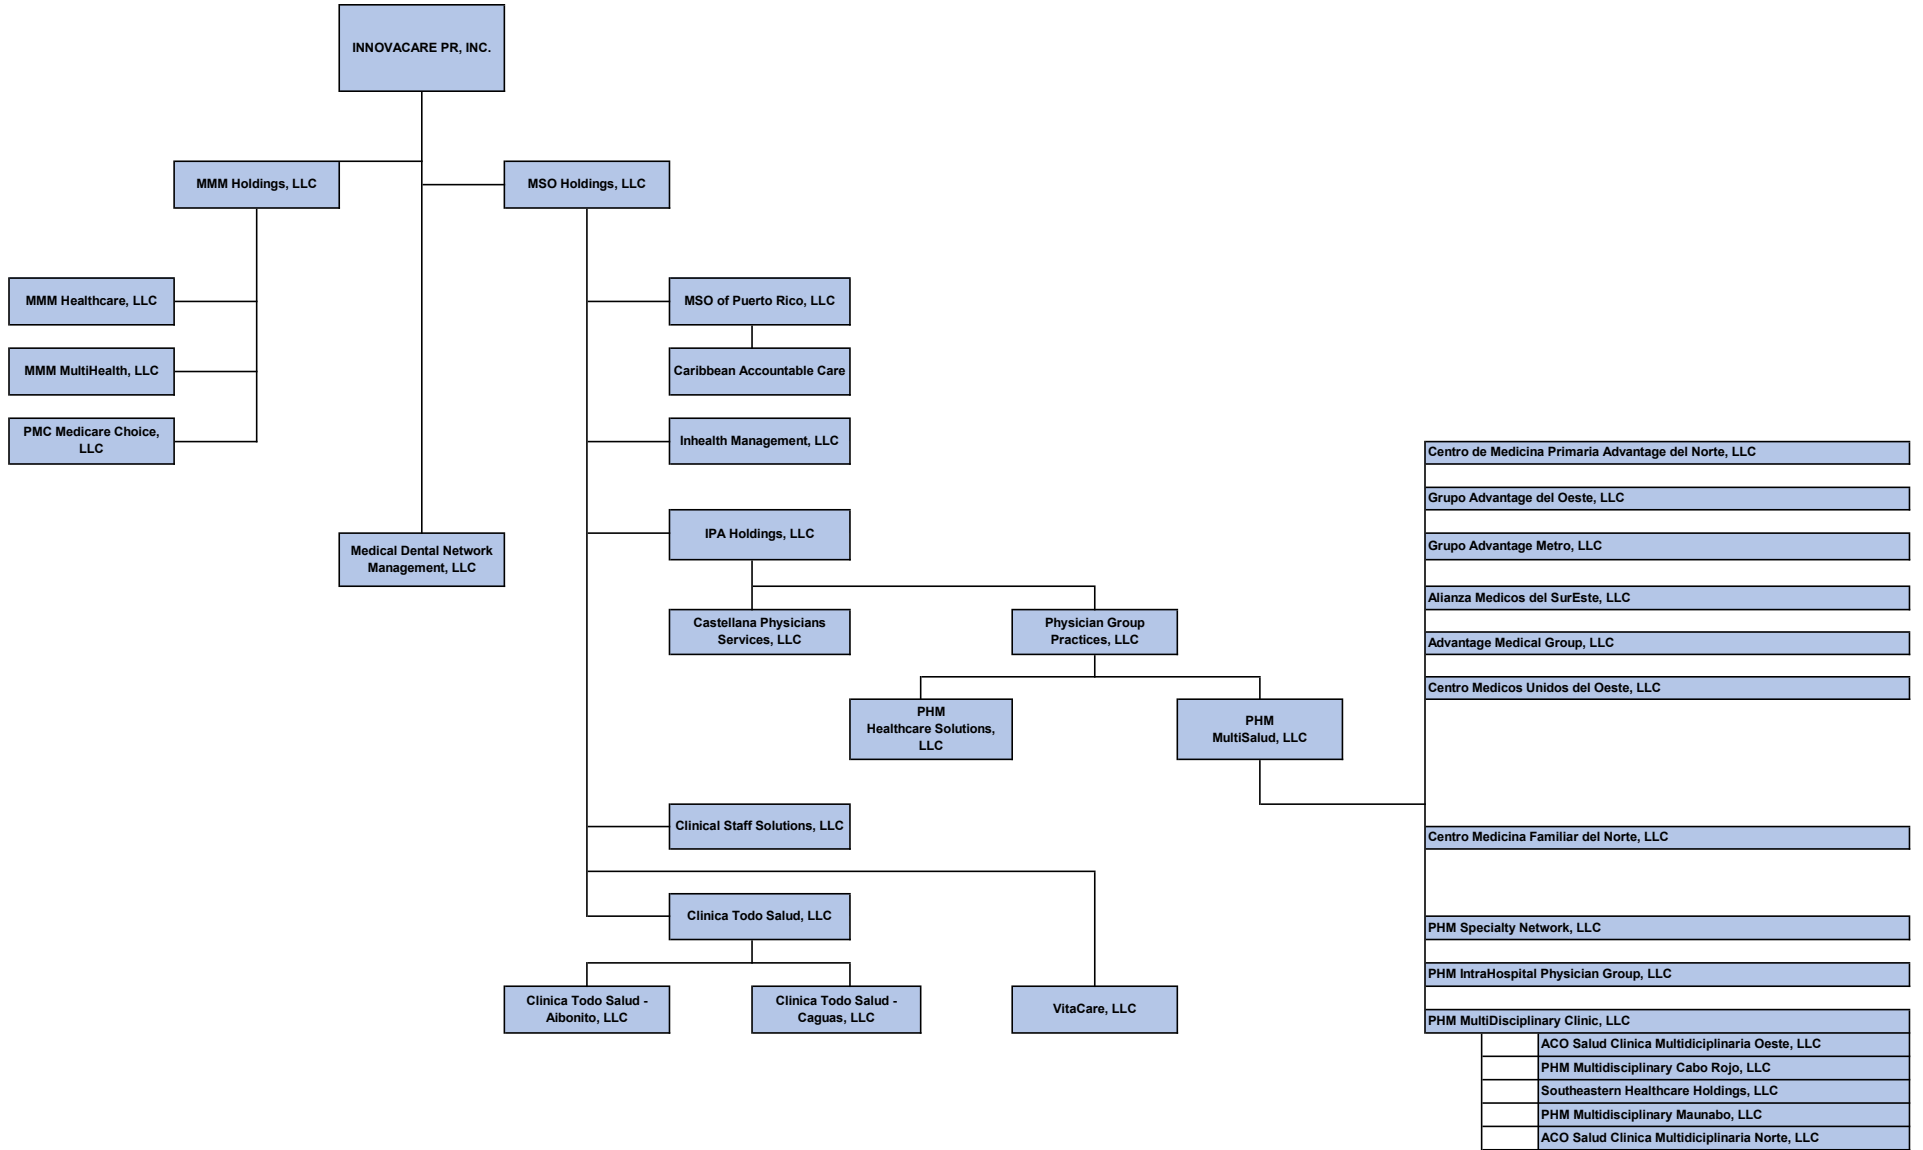 INNOVACARE PR, INC.
MMM Holdings, LLC
MSO Holdings, LLC
MMM Healthcare, LLC
MMM MultiHealth, LLC
PMC Medicare Choice,
LLC
Medical Dental Network
Management, LLC
MSO of Puerto Rico, LLC
Caribbean Accountable Care
Inhealth Management, LLC
IPA Holdings, LLC
Castellana Physicians
Services, LLC
Physician Group
Practices, LLC
PHM
Healthcare Solutions,
LLC
PHM
MultiSalud, LLC
Clinical Staff Solutions, LLC
Clinica Todo Salud, LLC
Clinica Todo Salud -
Aibonito, LLC
Clinica Todo Salud -
Caguas, LLC
VitaCare, LLC
Centro de Medicina Primaria Advantage del Norte, LLC
Grupo Advantage del Oeste, LLC
Grupo Advantage Metro, LLC
Alianza Medicos del SurEste, LLC
Advantage Medical Group, LLC
Centro Medicos Unidos del Oeste, LLC
Centro Medicina Familiar del Norte, LLC
PHM Specialty Network, LLC
PHM IntraHospital Physician Group, LLC
PHM MultiDisciplinary Clinic, LLC
ACO Salud Clinica Multidiciplinaria Oeste, LLC
PHM Multidisciplinary Cabo Rojo, LLC
Southeastern Healthcare Holdings, LLC
PHM Multidisciplinary Maunabo, LLC
ACO Salud Clinica Multidiciplinaria Norte, LLC